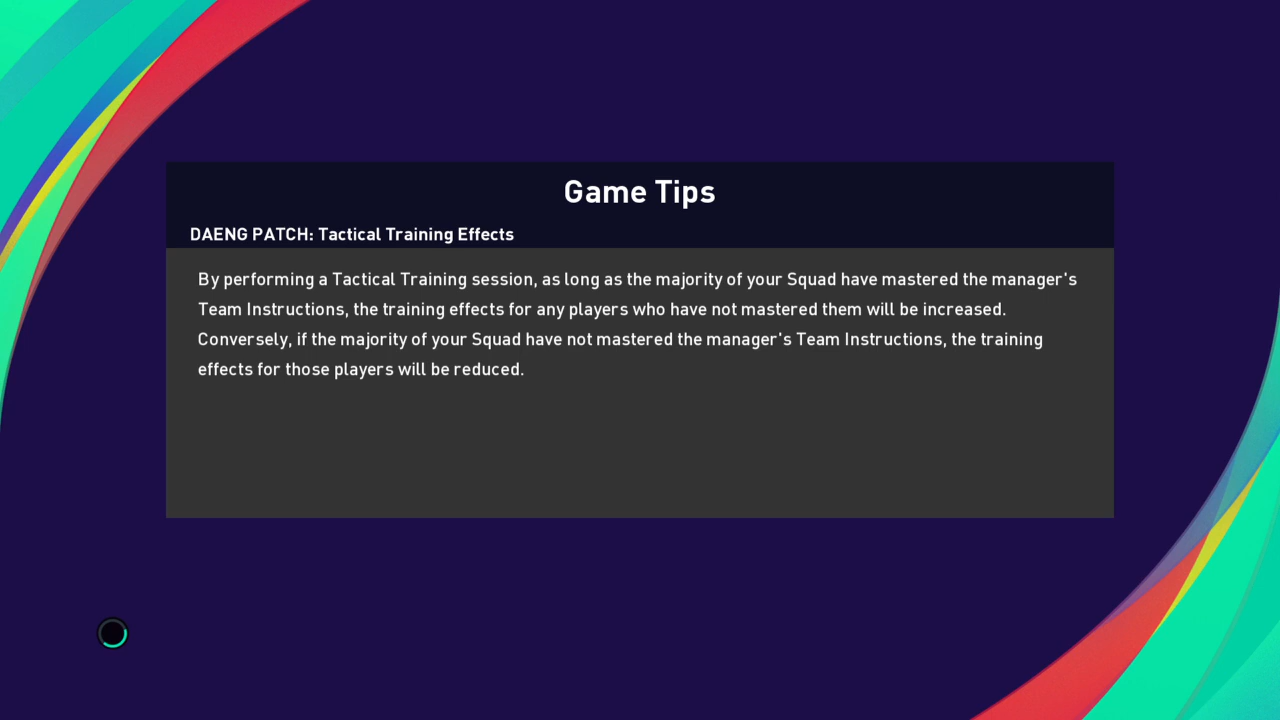 Game Tips
DAENG PATCH: Tactical Training Effects
By performing a Tactical Training session, as long as the majority of your Squad have mastered the manager's
Team Instructions, the training effects for any players who have not mastered them will be increased.
Conversely, if the majority of your Squad have not mastered the manager's Team Instructions, the training
effects for those players will be reduced.